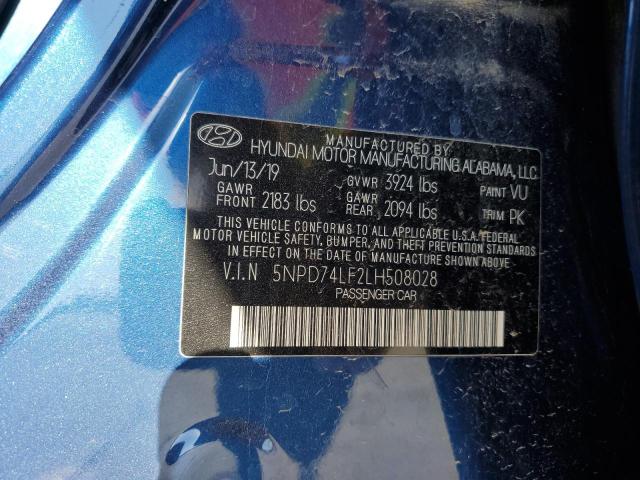 MANUFACTURED BY
HYUNDAI MOTOR MANUFACTURING ALABAMA, LLC
Jun/13/19 GVWR 3924 lbs PAINT VU
GAWR FRONT 2183 lbs GAWR REAR 2094 lbs TRIM PK
THIS VEHICLE CONFORMS TO ALL APPLICABLE U.S.A. FEDERAL
MOTOR VEHICLE SAFETY, BUMPER, AND THEFT PREVENTION STANDARDS
IN EFFECT ON THE DATE OF MANUFACTURE SHOWN ABOVE.
V.I.N 5NPD74LF2LH508028
PASSENGER CAR